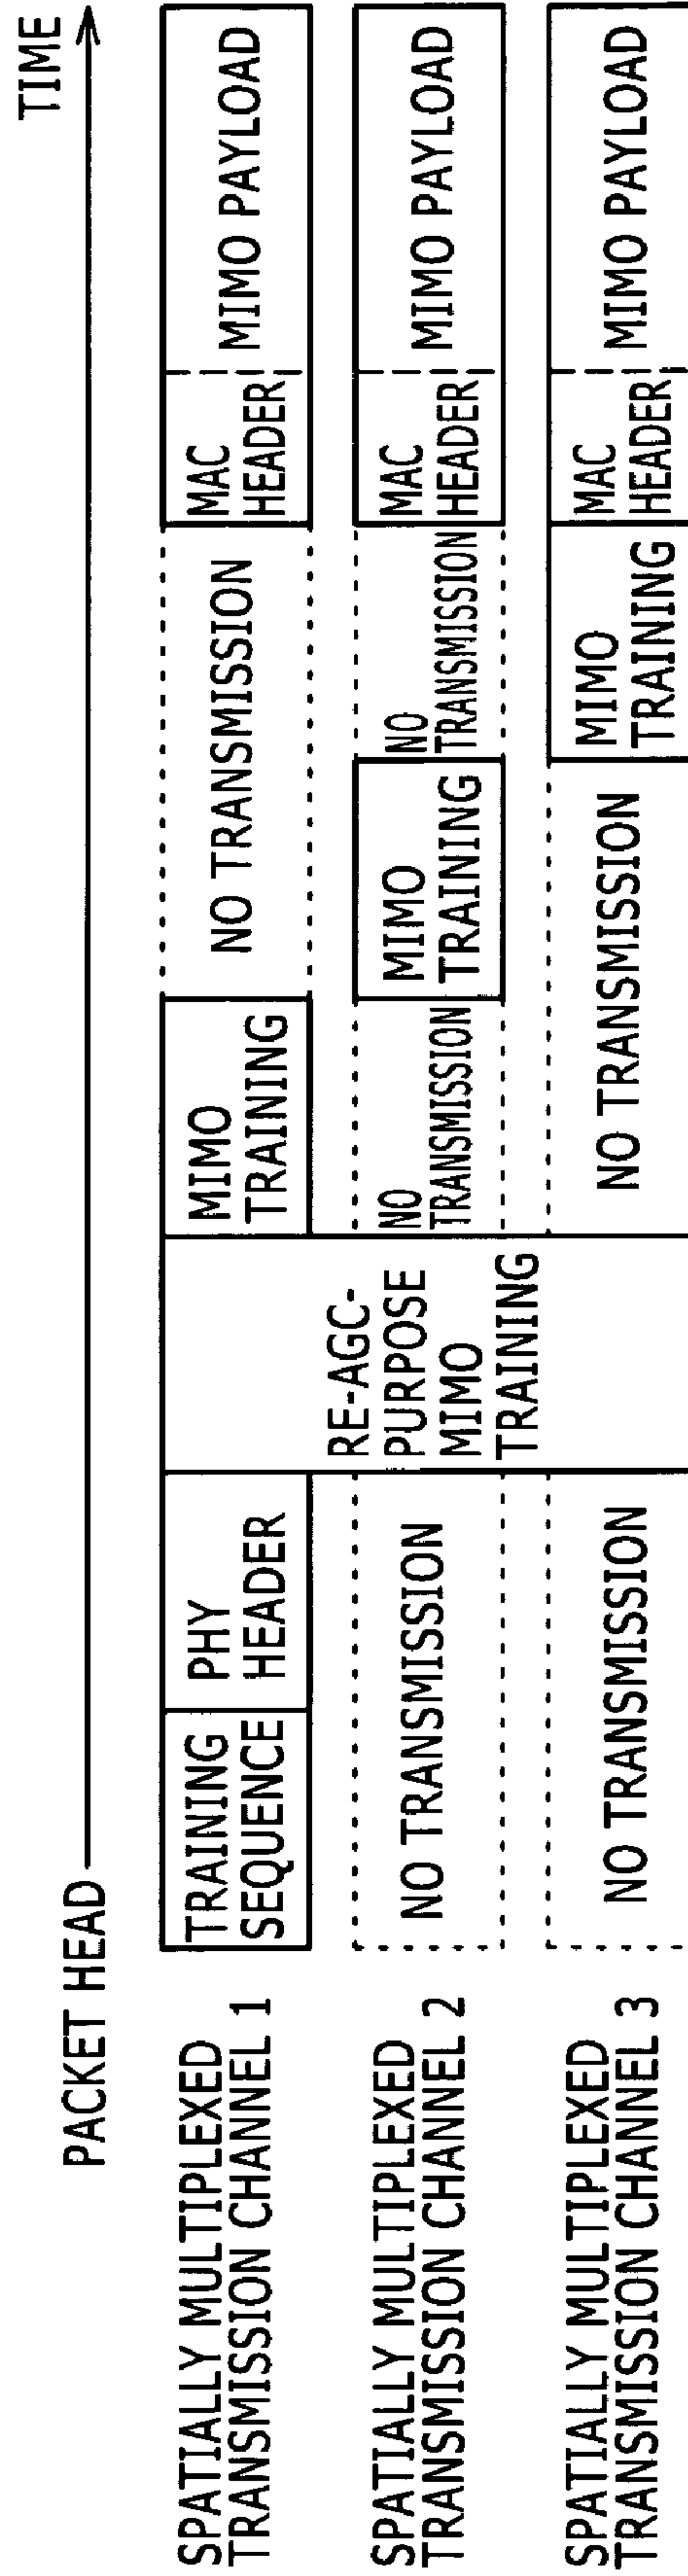 PACKET HEAD
TIME
SPATIALLY MULTIPLEXED
TRANSMISSION CHANNEL 1
TRAINING
SEQUENCE
PHY
HEADER
RE-AGC-
PURPOSE
MIMO
TRAINING
MIMO
TRAINING
NO TRANSMISSION
MAC
HEADER
MIMO PAYLOAD
SPATIALLY MULTIPLEXED
TRANSMISSION CHANNEL 2
NO TRANSMISSION
NO
TRANSMISSION
MIMO
TRAINING
NO
TRANSMISSION
MAC
HEADER
MIMO PAYLOAD
SPATIALLY MULTIPLEXED
TRANSMISSION CHANNEL 3
NO TRANSMISSION
NO TRANSMISSION
MIMO
TRAINING
MAC
HEADER
MIMO PAYLOAD